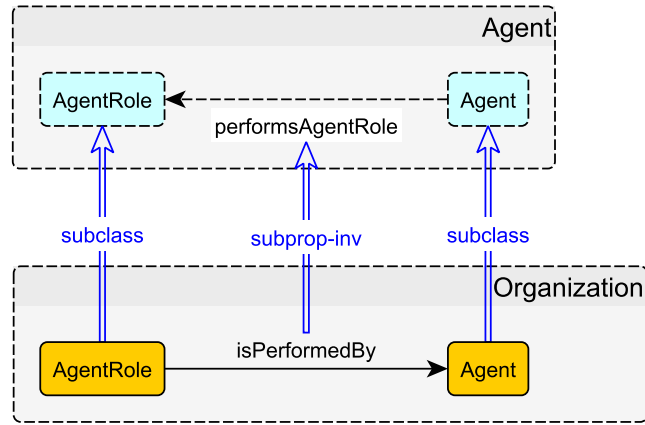 Agent
AgentRole
Agent
performsAgentRole
subclass
subprop-inv
subclass
Organization
isPerformedBy
AgentRole
Agent